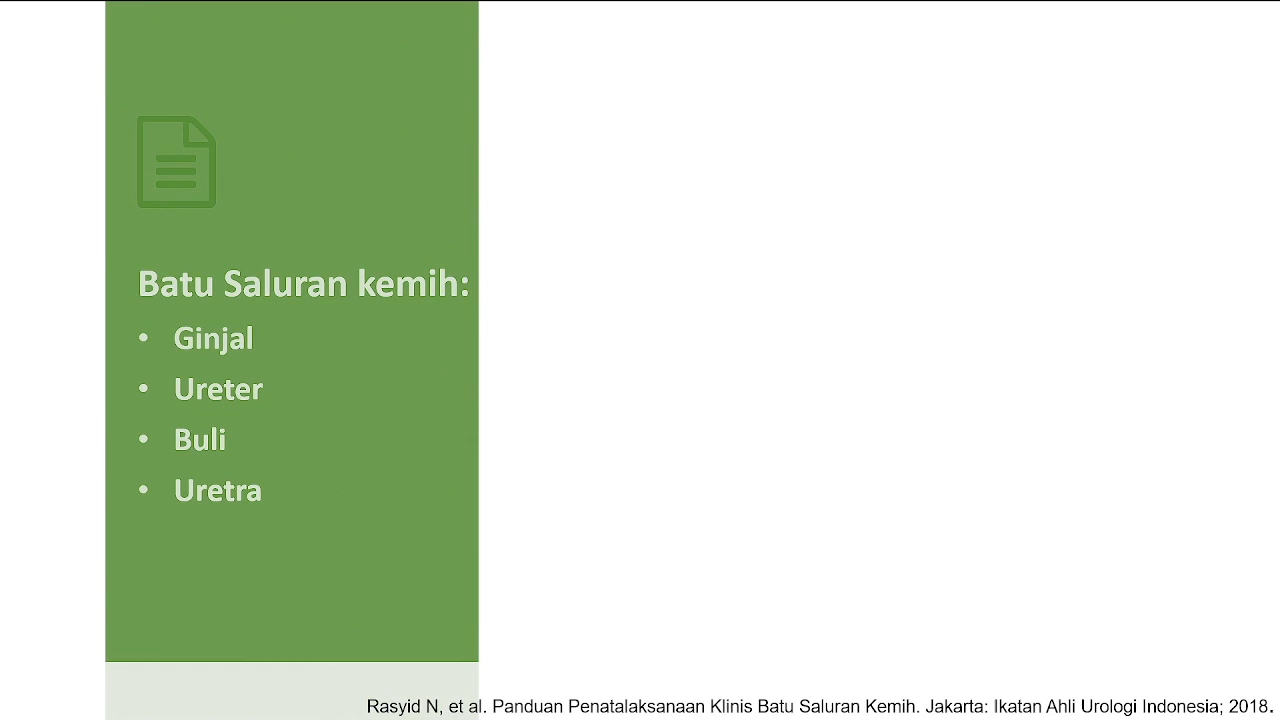 Batu Saluran kemih:
• Ginjal
• Ureter
• Buli
• Uretra
Rasyid N, et al. Panduan Penatalaksanaan Klinis Batu Saluran Kemih. Jakarta: Ikatan Ahli Urologi Indonesia; 2018.